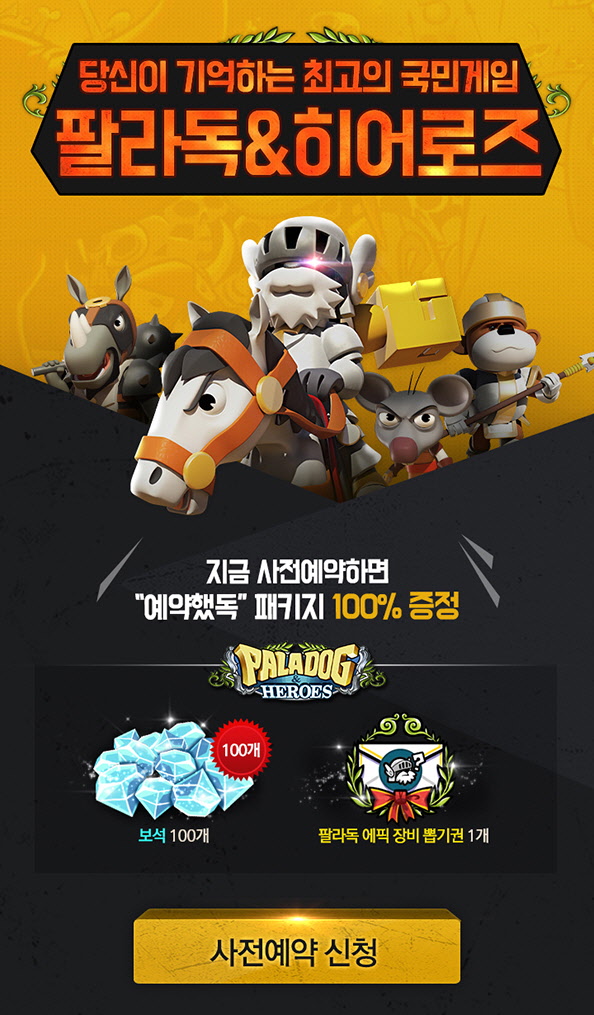 당신이 기억하는 최고의 국민게임
팔라독&히어로즈
지금 사전예약하면
"예약했독" 패키지 100% 증정
PALADOG
&
HEROES
100개
보석 100개
팔라독 에픽 장비 뽑기권 1개
사전예약 신청